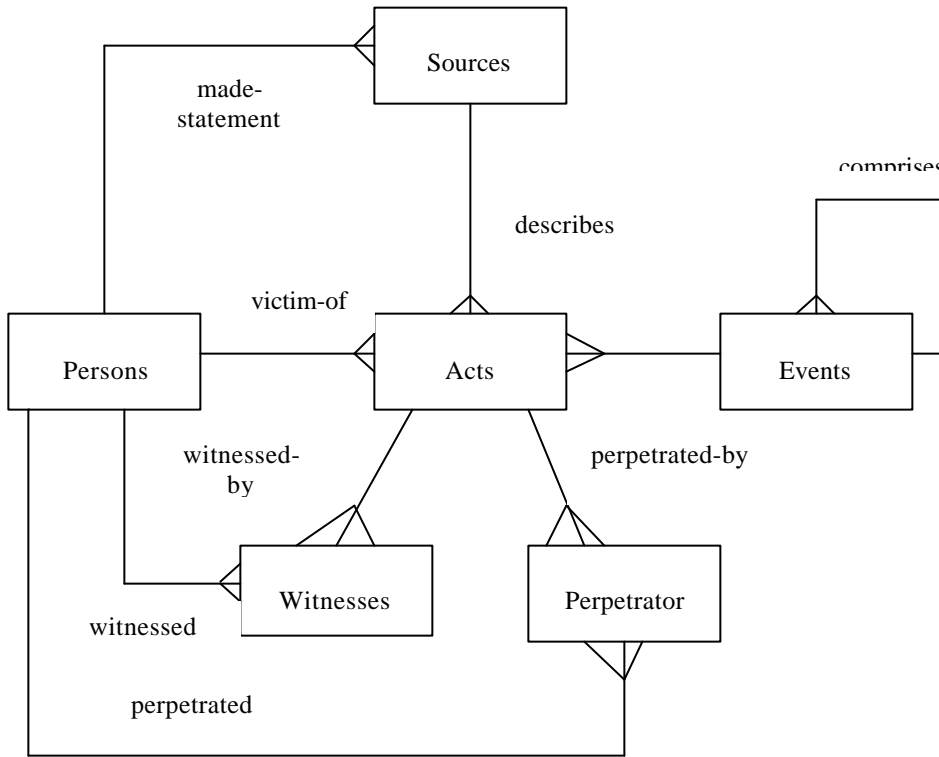 Sources
made-
statement
comprises
describes
victim-of
Persons
Acts
Events
witnessed-
by
perpetrated-by
Witnesses
Perpetrator
witnessed
perpetrated